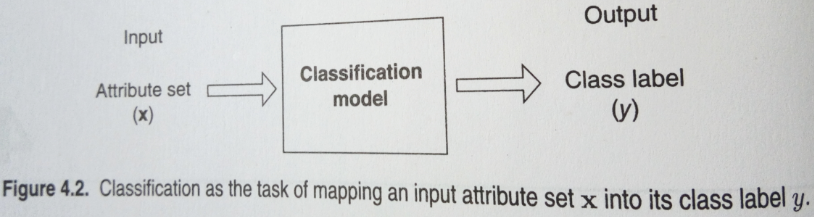 Input
Output
Attribute set
(x)
Classification
model
Class label
(y)
Figure 4.2. Classification as the task of mapping an input attribute set x into its class label y.